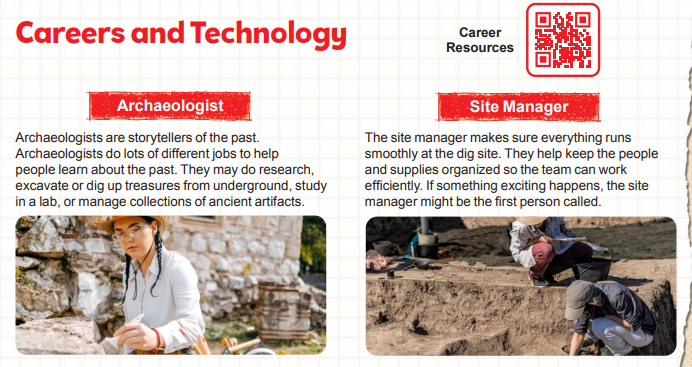 Careers and Technology
Career
Resources
Archaeologist
Archaeologists are storytellers of the past.
Archaeologists do lots of different jobs to help
people learn about the past. They may do research,
excavate or dig up treasures from underground, study
in a lab, or manage collections of ancient artifacts.
Site Manager
The site manager makes sure everything runs
smoothly at the dig site. They help keep the people
and supplies organized so the team can work
efficiently. If something exciting happens, the site
manager might be the first person called.